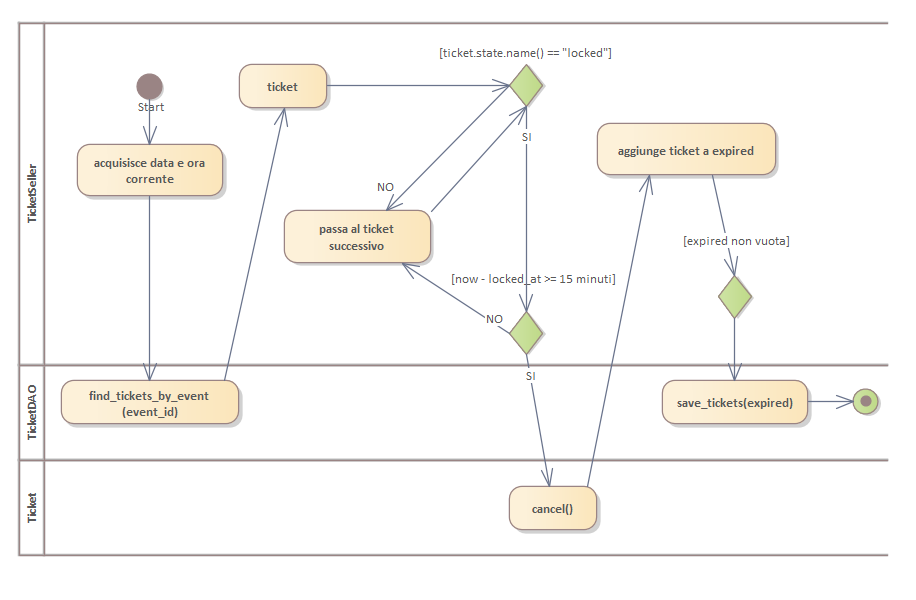 TicketSeller
Start
acquisisce data e ora
corrente
ticket
[ticket.state.name() == "locked"]
SI
NO
passa al ticket
successivo
[now - locked_at >= 15 minuti]
NO
SI
aggiunge ticket a expired
[expired non vuota]
TicketDAO
find_tickets_by_event
(event_id)
save_tickets(expired)
Ticket
cancel()